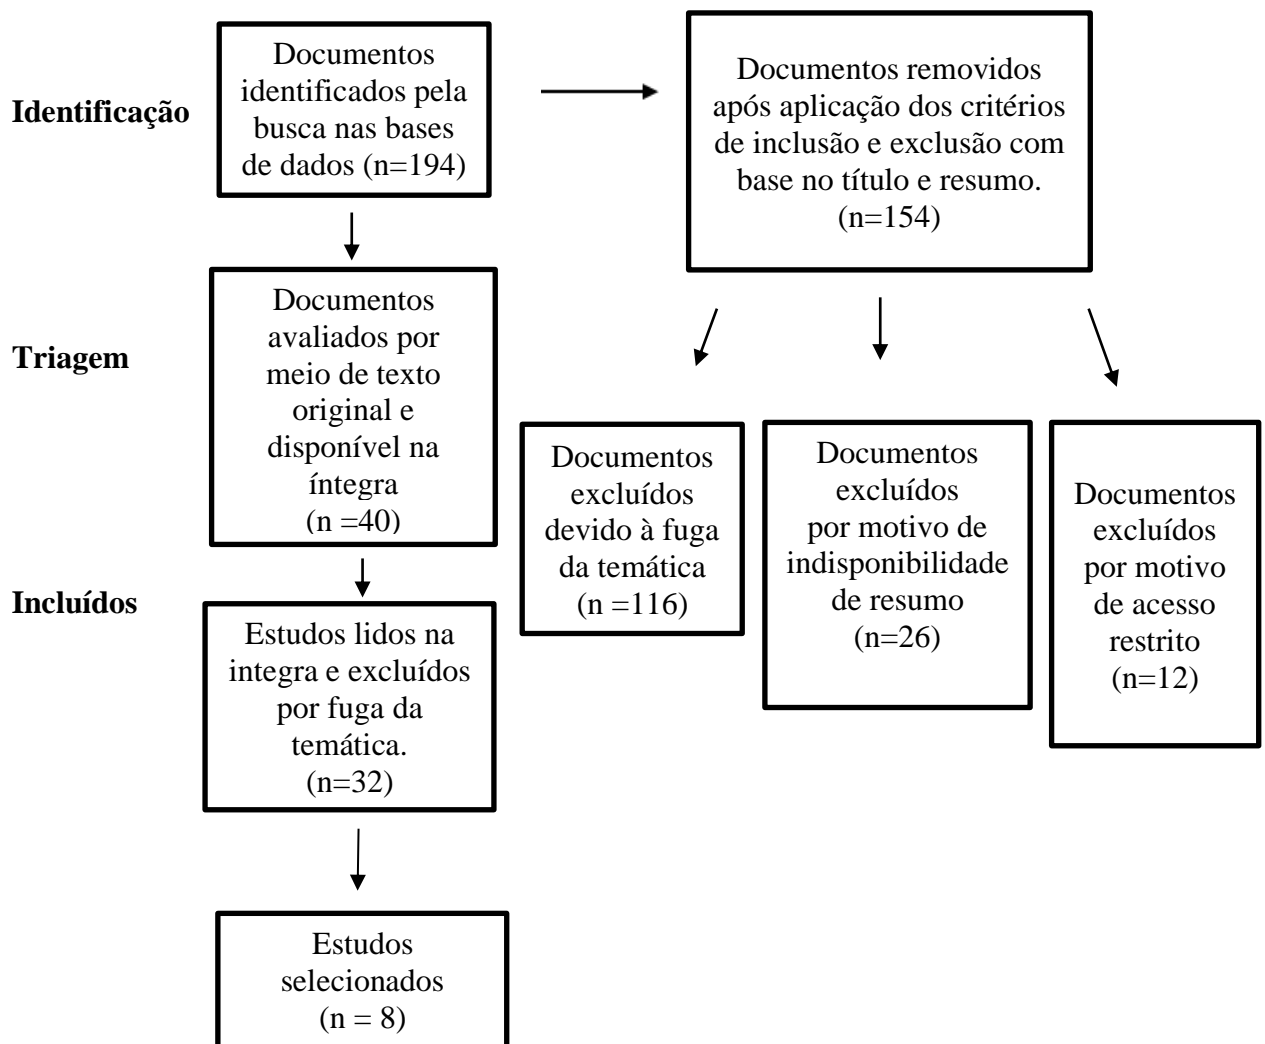 Identificação
Documentos
identificados pela
busca nas bases
de dados (n=194)
Documentos removidos
após aplicação dos critérios
de inclusão e exclusão com
base no título e resumo.
(n=154)
Triagem
Documentos
avaliados por
meio de texto
original e
disponível na
íntegra
(n =40)
Documentos
excluídos
devido à fuga
da temática
(n =116)
Documentos
excluídos
por motivo de
indisponibilidade
de resumo
(n=26)
Documentos
excluídos
por motivo
de acesso
restrito
(n=12)
Incluídos
Estudos lidos na
integra e excluídos
por fuga da
temática.
(n=32)
Estudos
selecionados
(n = 8)